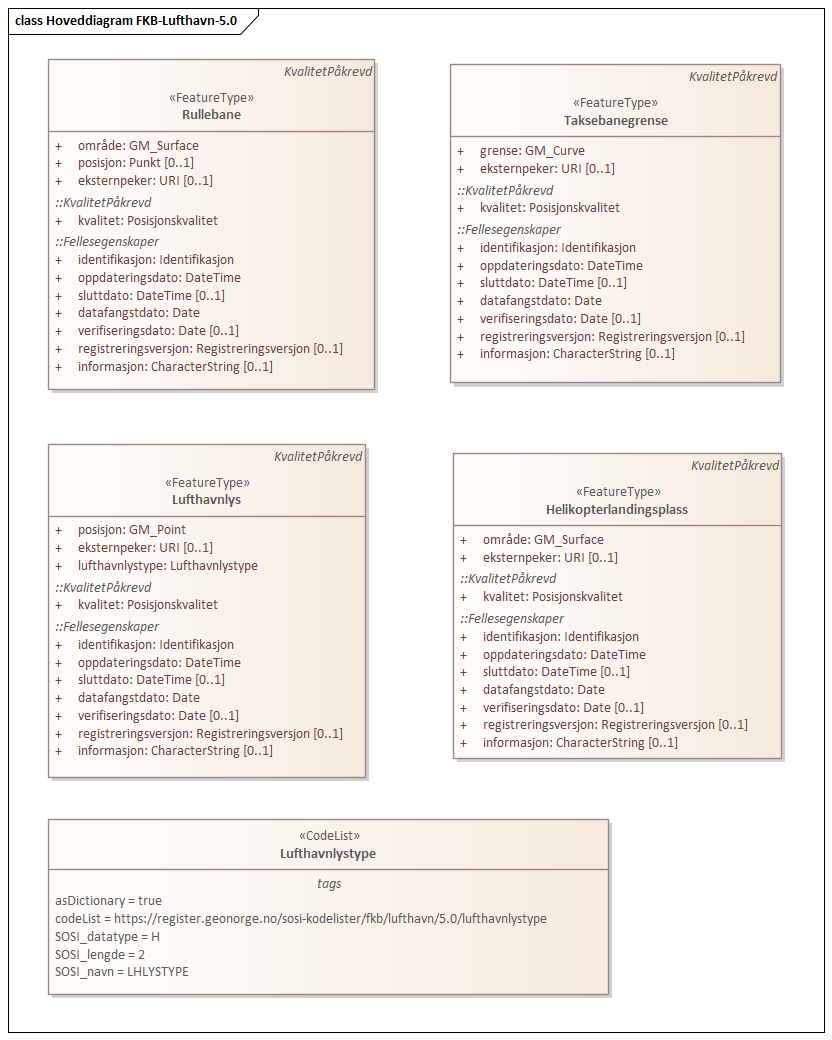 class Hoveddiagram FKB-Lufthavn-5.0
KvalitetPåkrevd
«FeatureType»
Rullebane
+ område: GM_Surface
+ posisjon: Punkt [0..1]
+ eksternpeker: URI [0..1]
::KvalitetPåkrevd
+ kvalitet: Posisjonskvalitet
::Fellesegenskaper
+ identifikasjon: Identifikasjon
+ oppdateringsdato: DateTime
+ sluttdato: DateTime [0..1]
+ datafangstdato: Date
+ verifiseringsdato: Date [0..1]
+ registreringsversjon: Registreringsversjon [0..1]
+ informasjon: CharacterString [0..1]
KvalitetPåkrevd
«FeatureType»
Taksebanegrense
+ grense: GM_Curve
+ eksternpeker: URI [0..1]
::KvalitetPåkrevd
+ kvalitet: Posisjonskvalitet
::Fellesegenskaper
+ identifikasjon: Identifikasjon
+ oppdateringsdato: DateTime
+ sluttdato: DateTime [0..1]
+ datafangstdato: Date
+ verifiseringsdato: Date [0..1]
+ registreringsversjon: Registreringsversjon [0..1]
+ informasjon: CharacterString [0..1]
KvalitetPåkrevd
«FeatureType»
Lufthavnlys
+ posisjon: GM_Point
+ eksternpeker: URI [0..1]
+ lufthavnlystype: Lufthavnlystype
::KvalitetPåkrevd
+ kvalitet: Posisjonskvalitet
::Fellesegenskaper
+ identifikasjon: Identifikasjon
+ oppdateringsdato: DateTime
+ sluttdato: DateTime [0..1]
+ datafangstdato: Date
+ verifiseringsdato: Date [0..1]
+ registreringsversjon: Registreringsversjon [0..1]
+ informasjon: CharacterString [0..1]
KvalitetPåkrevd
«FeatureType»
Helikopterlandingsplass
+ område: GM_Surface
+ eksternpeker: URI [0..1]
::KvalitetPåkrevd
+ kvalitet: Posisjonskvalitet
::Fellesegenskaper
+ identifikasjon: Identifikasjon
+ oppdateringsdato: DateTime
+ sluttdato: DateTime [0..1]
+ datafangstdato: Date
+ verifiseringsdato: Date [0..1]
+ registreringsversjon: Registreringsversjon [0..1]
+ informasjon: CharacterString [0..1]
«CodeList»
Lufthavnlystype
tags
asDictionary = true
codeList = https://register.geonorge.no/sosi-kodelister/fkb/lufthavn/5.0/lufthavnlystype
SOSI_datatype = H
SOSI_lengde = 2
SOSI_navn = LHLYSTYPE